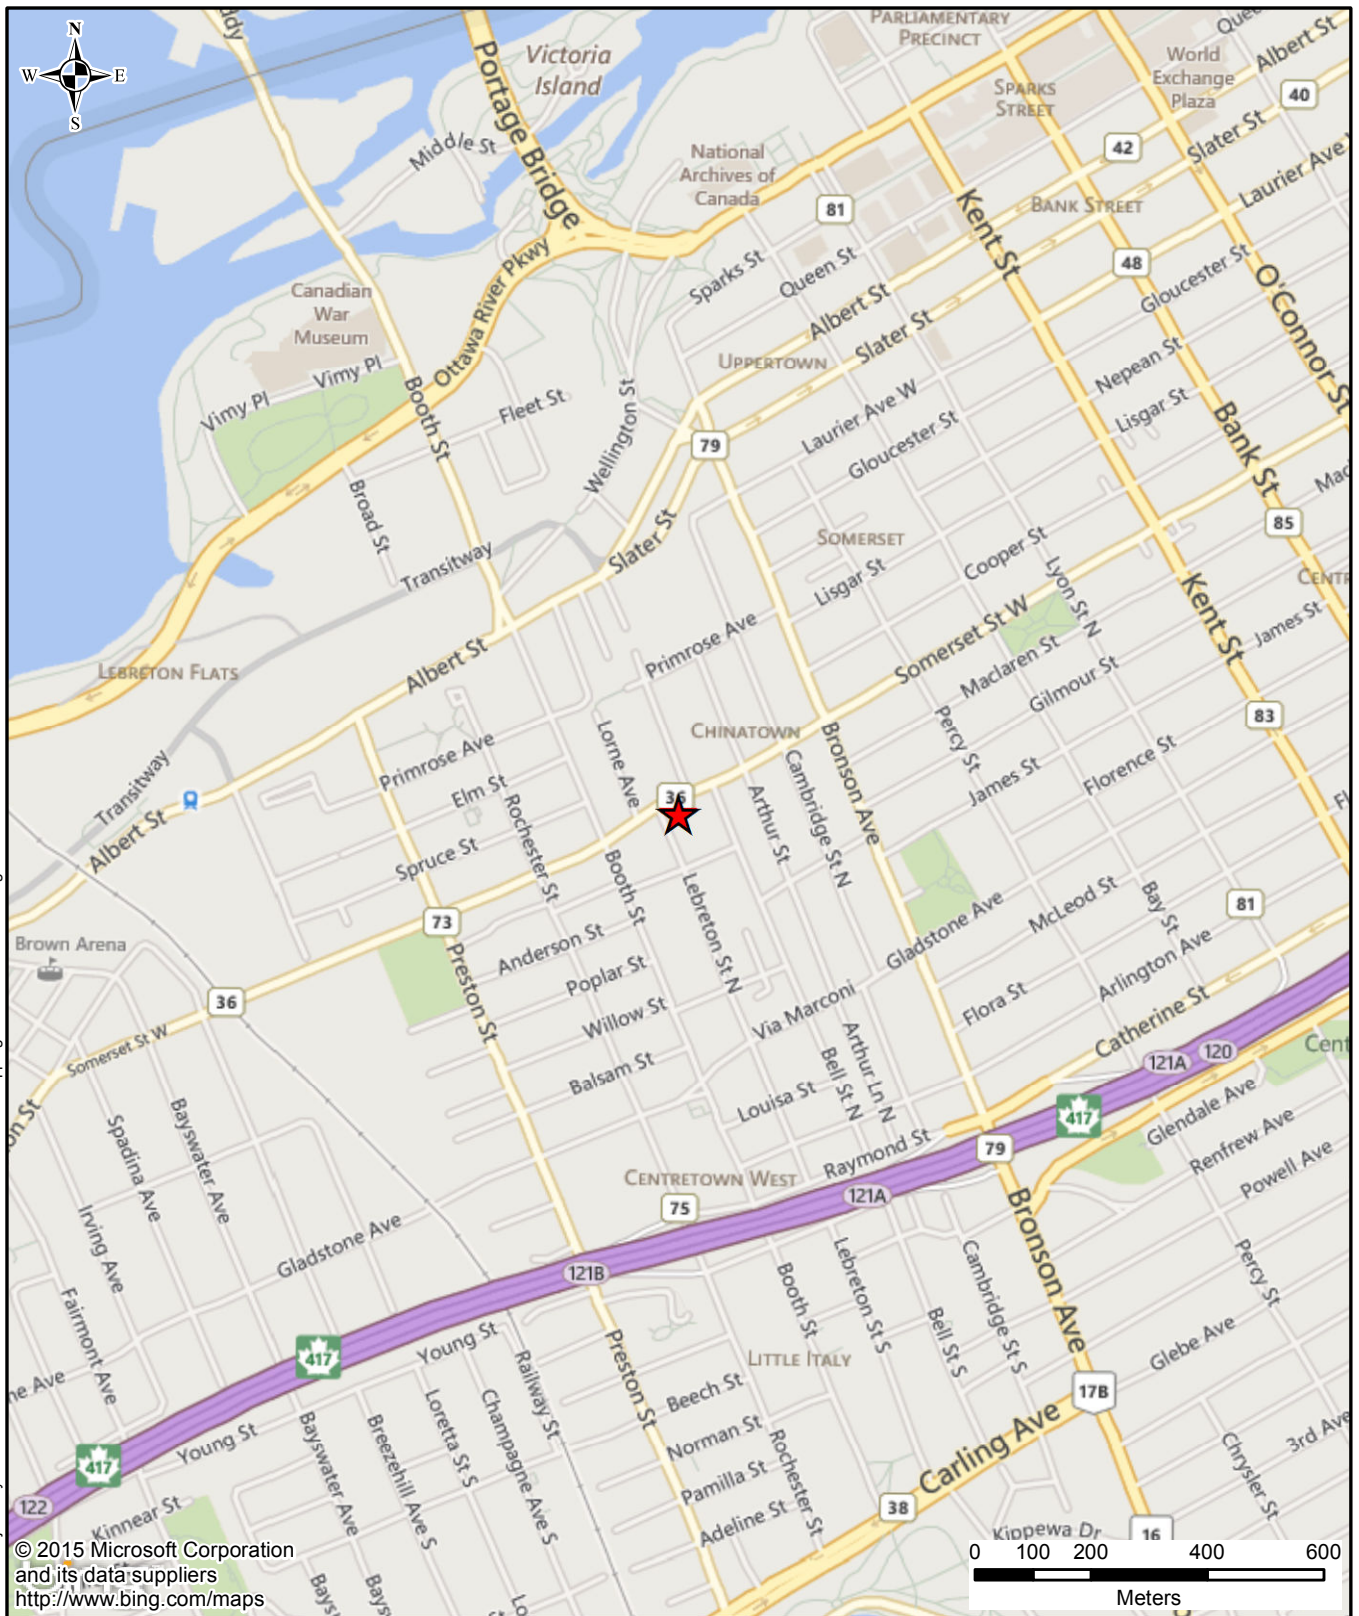 N
W
E
S
ddy
Portage Bridge
Victoria
Island
PARLIAMENTARY
PRECINCT
World
Exchange
Plaza
Albert St
40
SPARKS
STREET
42
Slater St
Laurier Ave
Middle St
National
Archives of
Canada
81
Kent St
BANK STREET
48
Gloucester St
O'Connor St
Sparks St
Queen St
Albert St
Slater St
Canadian
War
Museum
Ottawa River Pkwy
UPPERTOWN
Nepean St
Lisgar St
Vimy Pl
Vimy Pl
Booth St
Fleet St
Wellington St
79
Laurier Ave W
Gloucester St
Bank St
85
Broad St
Transitway
Slater St
SOMERSET
Lisgar St
Cooper St
Lyon St N
Kent St
James St
Somerset St W
Primrose Ave
LEBRETON FLATS
Albert St
Maclaren St
Gilmour St
83
CHINATOWN
Bronson Ave
Percy St
Florence St
James St
Transitway
Albert St
Primrose Ave
Elm St
Lorne Ave
36
Cambridge St N
Arthur St
Rochester St
Spruce St
Booth St
Lebreton St N
73
Anderson St
Poplar St
Willow St
Balsam St
Preston St
Gladstone Ave
McLeod St
Bay St
81
Arlington Ave
Flora St
Catherine St
Via Marconi
Arthur Ln N
Bell St N
Louisa St
Raymond St
Brown Arena
36
Somerset St W
on St
Spadina Ave
Bayswater Ave
Irving Ave
Fairmont Ave
Gladstone Ave
CENTRETOWN WEST
75
121A
121B
121A
120
417
79
Cent
Glendale Ave
Renfrew Ave
Powell Ave
Bronson Ave
Percy St
Glebe Ave
Booth St
Lebreton St S
Bell St S
Cambridge St S
LITTLE ITALY
17B
Carling Ave
3rd Ave
Chrysler St
417
Young St
Railway St
Preston St
Beech St
Norman St
Pamilla St
Adeline St
Rochester St
38
Kippewa Dr
16
ne Ave
417
122
Young St
Kinnear St
Bayswater Ave
Breezehill Ave S
Loretta St S
Champagne Ave S
© 2015 Microsoft Corporation
and its data suppliers
http://www.bing.com/maps
0 100 200 400 600
Meters